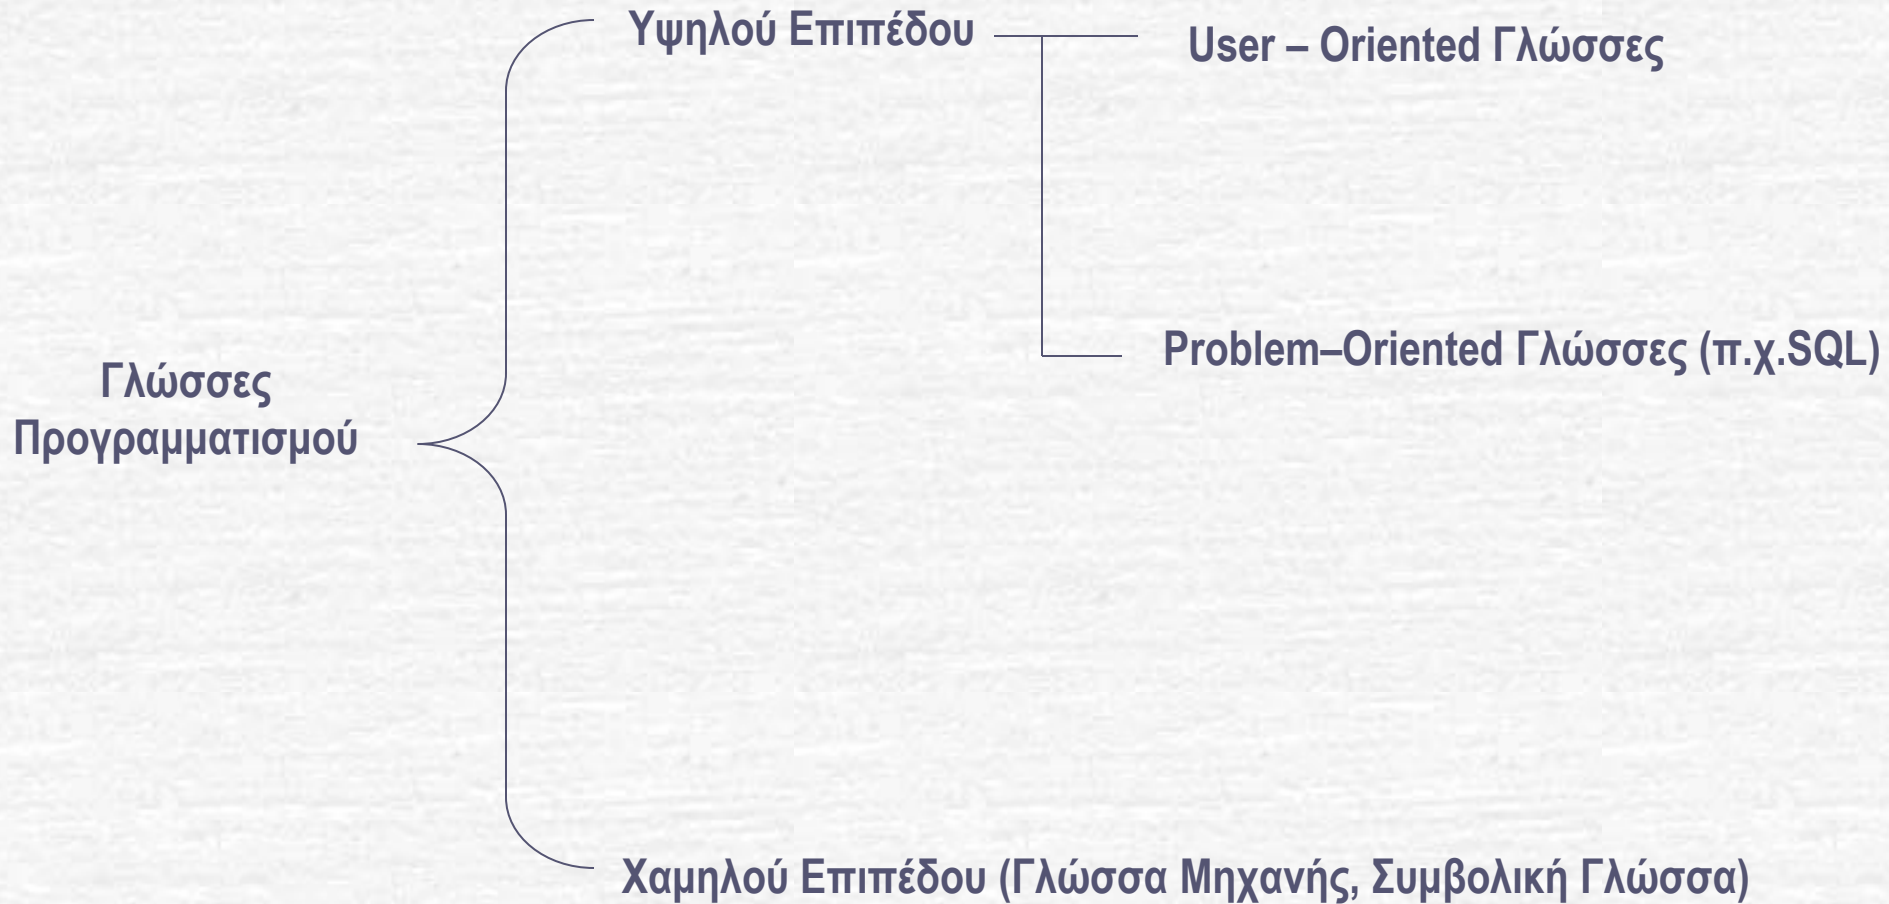 Υψηλού Επιπέδου
User – Oriented Γλώσσες
Problem–Oriented Γλώσσες (π.χ.SQL)
Γλώσσες
Προγραμματισμού
Χαμηλού Επιπέδου (Γλώσσα Μηχανής, Συμβολική Γλώσσα)